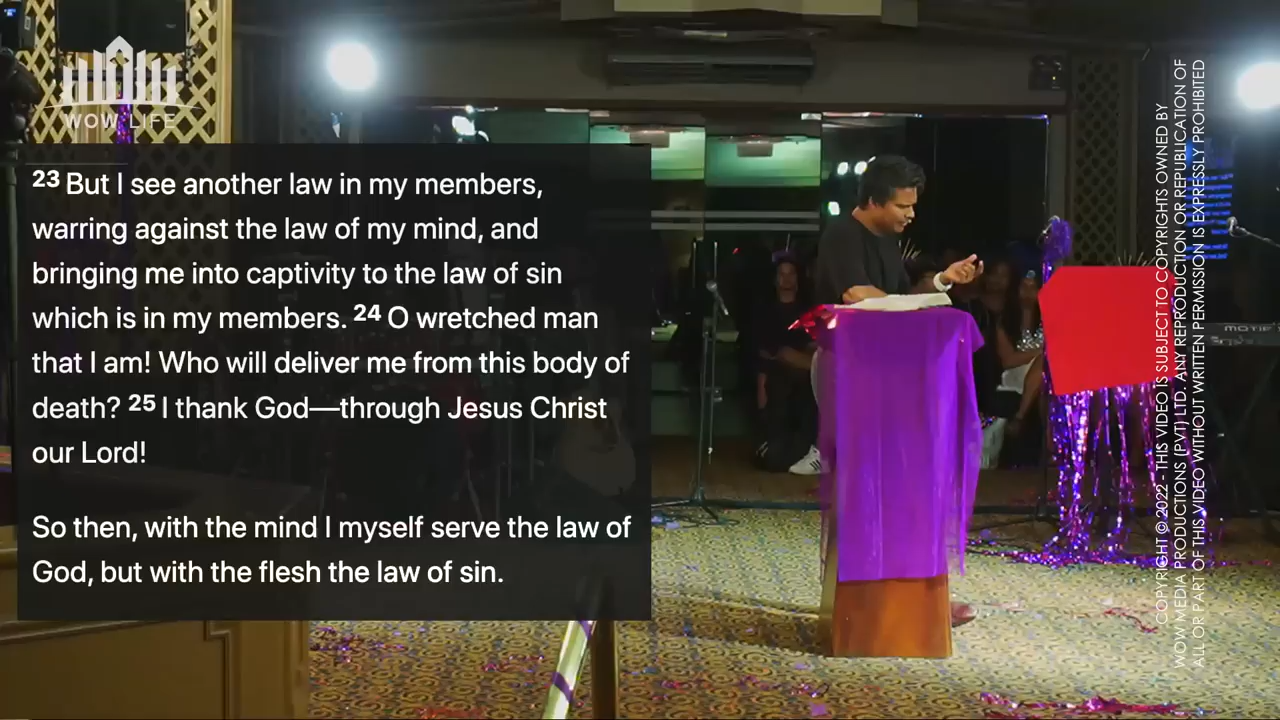 WOW LIFE
23 But I see another law in my members,
warring against the law of my mind, and
bringing me into captivity to the law of sin
which is in my members. 24 O wretched man
that I am! Who will deliver me from this body of
death? 25 I thank God—through Jesus Christ
our Lord!
So then, with the mind I myself serve the law of
God, but with the flesh the law of sin.
COPYRIGHT ©2022 - THIS VIDEO IS SUBJECT TO COPYRIGHTS OWNED BY
WOW MEDIA PRODUCTIONS (PVT) LTD. ANY REPRODUCTION OR REPUBLICATION OF
ALL OR PART OF THIS VIDEO WITHOUT WRITTEN PERMISSION IS EXPRESSLY PROHIBITED
MOTIF